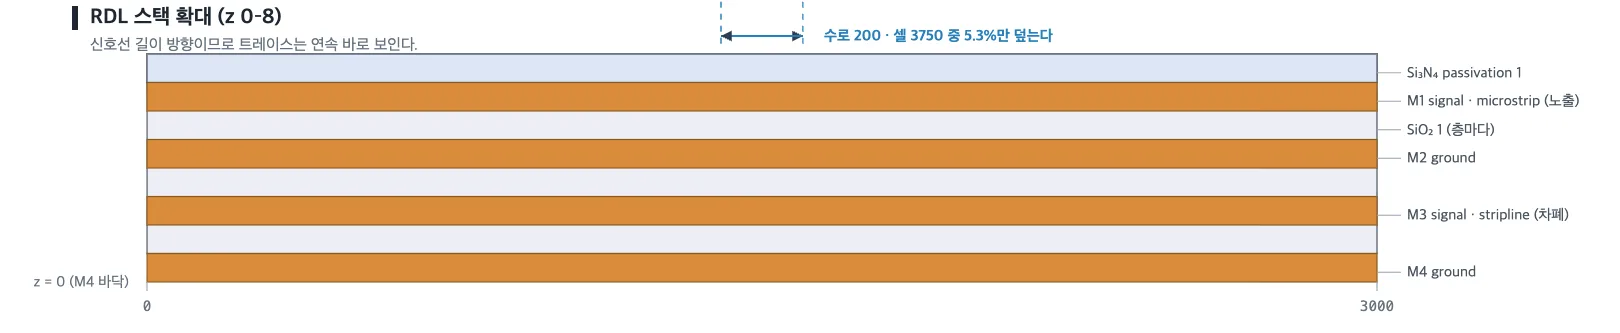 RDL 스택 확대 (z 0-8)
신호선 길이 방향이므로 트레이스는 연속 바로 보인다.
수로 200 · 셀 3750 중 5.3%만 덮는다
Si₃N₄ passivation 1
M1 signal · microstrip (노출)
SiO₂ 1 (층마다)
M2 ground
M3 signal · stripline (차폐)
M4 ground
z = 0 (M4 바닥)
0
3000